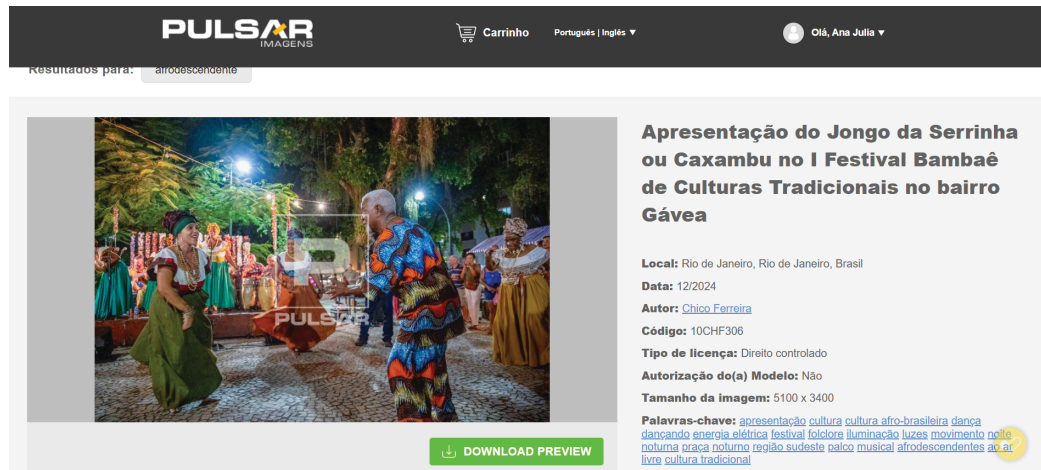 PULSAR
IMAGENS
Carrinho
Português | Inglês ▼
Olá, Ana Julia ▼
Resultados para: afrodescendente
Apresentação do Jongo da Serrinha
ou Caxambu no I Festival Bambaê
de Culturas Tradicionais no bairro
Gávea
Local: Rio de Janeiro, Rio de Janeiro, Brasil
Data: 12/2024
Autor: Chico Ferreira
Código: 10CHF306
Tipo de licença: Direito controlado
Autorização do(a) Modelo: Não
Tamanho da imagem: 5100 x 3400
Palavras-chave: apresentação cultura cultura afro-brasileira dança
dançando energia elétrica festival folclore iluminação luzes movimento noite
noturna praça noturno região sudeste palco musical afrodescendentes ao ar
livre cultura tradicional
P
PULSAR
DOWNLOAD PREVIEW